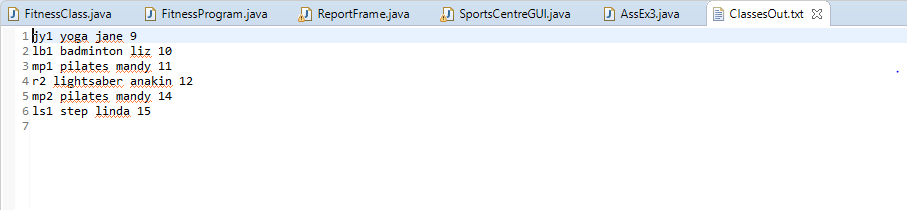 FitnessClass.java FitnessProgram.java ReportFrame.java SportsCentreGUI.java AssEx3.java ClassesOut.txt
1 jy1 yoga jane 9
2 lb1 badminton liz 10
3 mp1 pilates mandy 11
4 r2 lightsaber anakin 12
5 mp2 pilates mandy 14
6 ls1 step linda 15
7